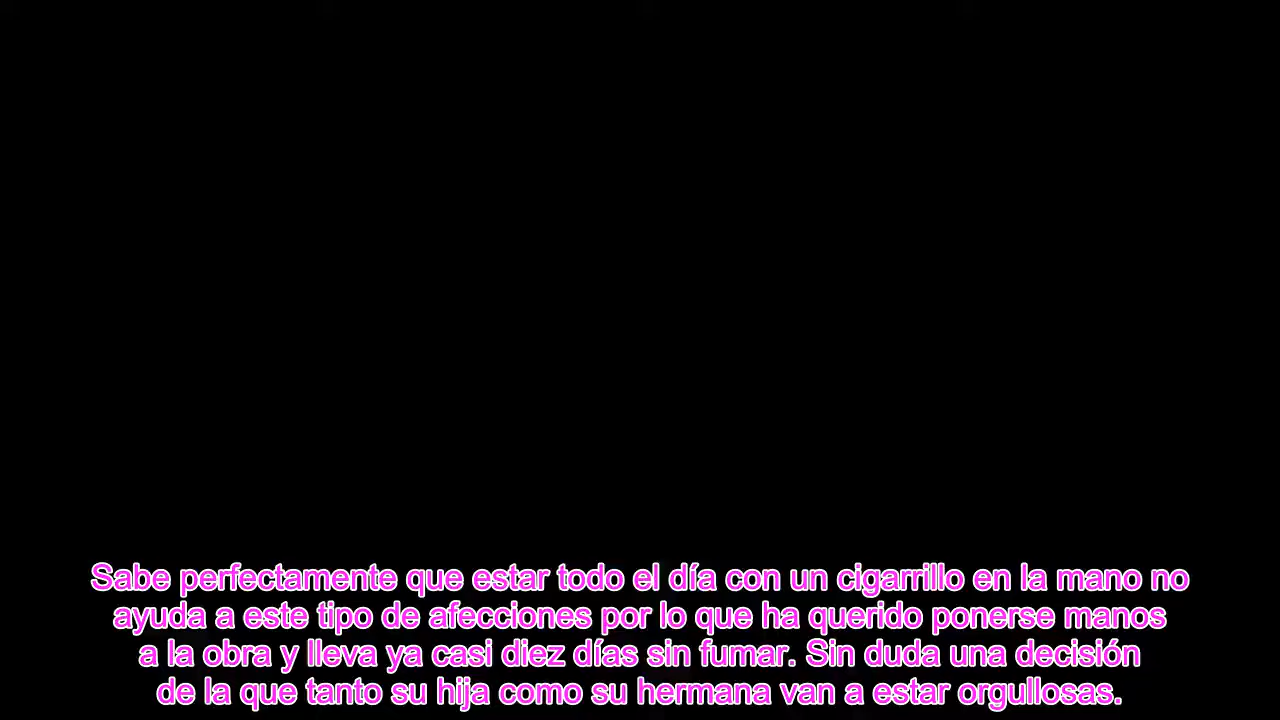 Sabe perfectamente que estar todo el día con un cigarrillo en la mano no
ayuda a este tipo de afecciones por lo que ha querido ponerse manos
a la obra y lleva ya casi diez días sin fumar. Sin duda una decisión
de la que tanto su hija como su hermana van a estar orgullosas.